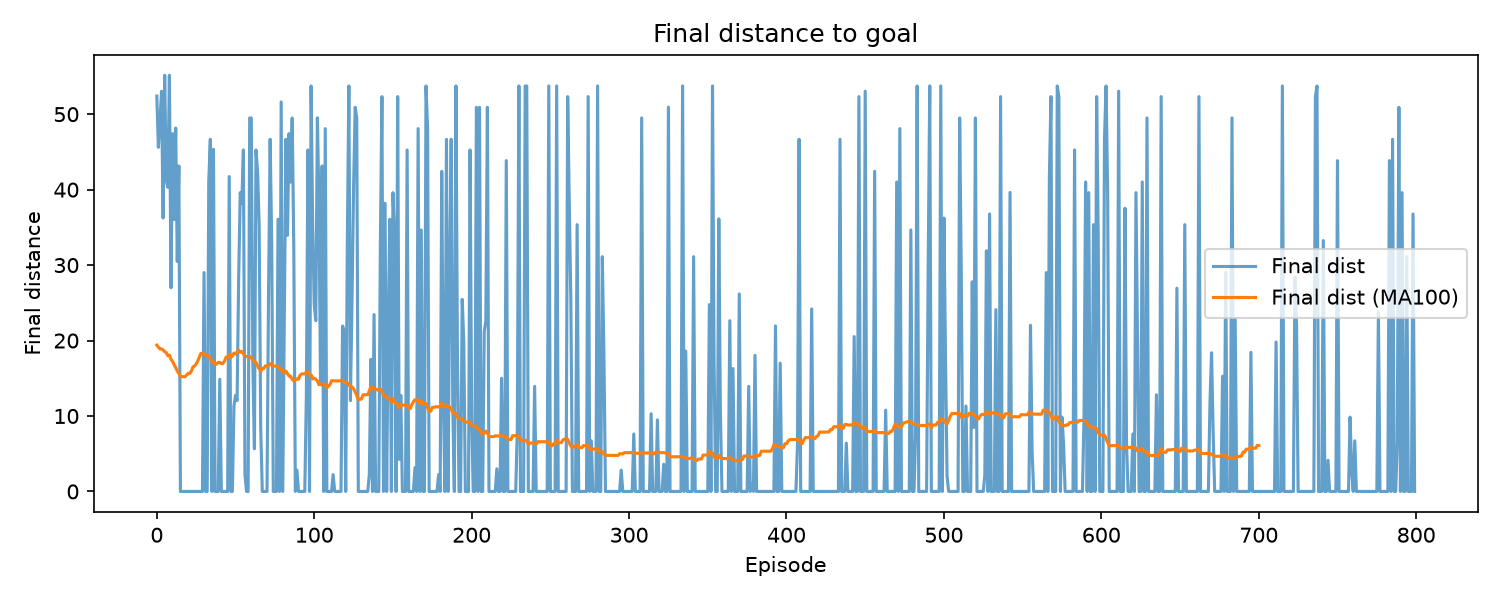 Final distance to goal
Final distance
50
40
30
20
10
0
Final dist
Final dist (MA100)
0 100 200 300 400 500 600 700 800
Episode